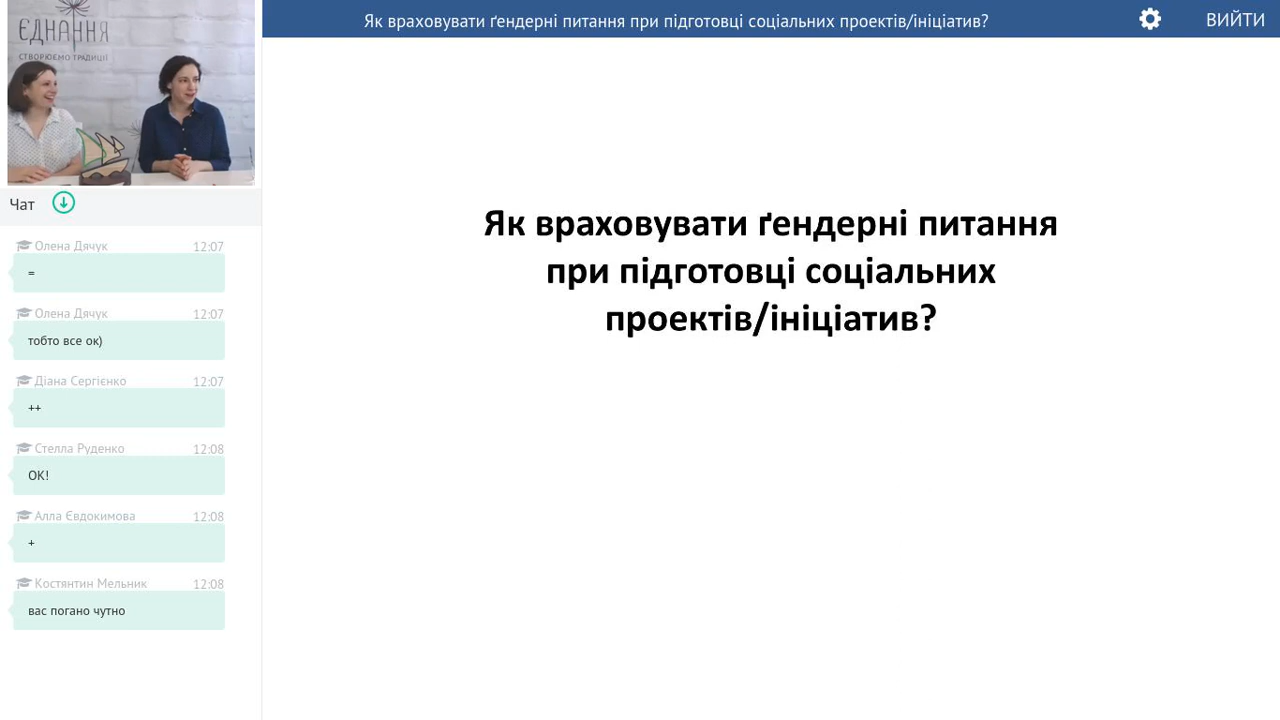 ЄДНАННЯ
СТВОРЮЄМО ТРАДИЦІЇ
Як враховувати ґендерні питання при підготовці соціальних проектів/ініціатив?
ВИЙТИ
Як враховувати ґендерні питання
при підготовці соціальних
проектів/ініціатив?
Чат
Олена Дячук 12:07
=
Олена Дячук 12:07
тобто все ок)
Діана Сергієнко 12:07
++
Стелла Руденко 12:08
ОК!
Алла Євдокимова 12:08
+
Костянтин Мельник 12:08
вас погано чутно